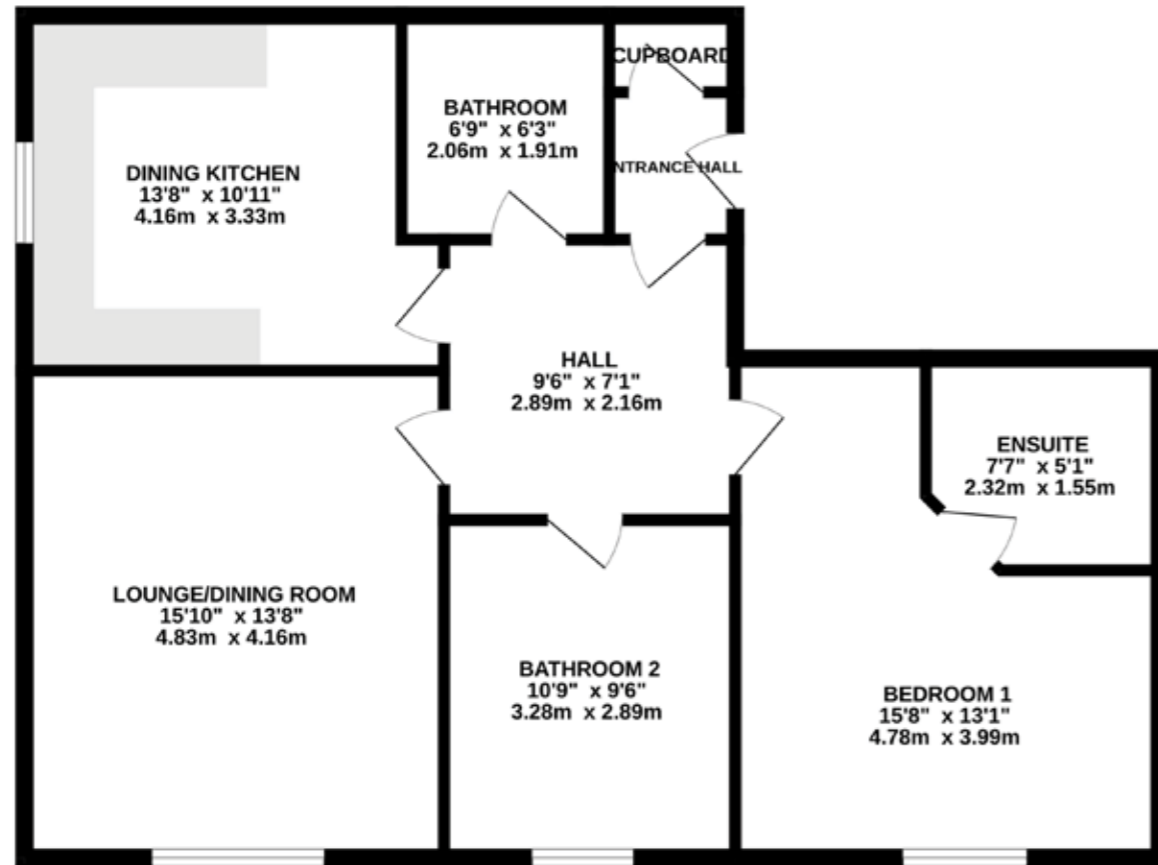 CUPBOARD
BATHROOM
6'9" x 6'3"
2.06m x 1.91m
NTRANCE HALL
DINING KITCHEN
13'8" x 10'11"
4.16m x 3.33m
HALL
9'6" x 7'1"
2.89m x 2.16m
ENSUITE
7'7" x 5'1"
2.32m x 1.55m
LOUNGE/DINING ROOM
15'10" x 13'8"
4.83m x 4.16m
BATHROOM 2
10'9" x 9'6"
3.28m x 2.89m
BEDROOM 1
15'8" x 13'1"
4.78m x 3.99m